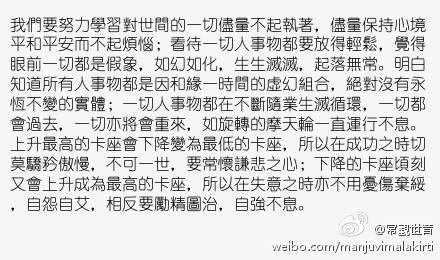 我們要努力學習對世間的一切儘量不起執著，儘量保持心境
平和平安而不起煩惱；看待一切人事物都要放得輕鬆，覺得
眼前一切都是假象，如幻如化，生生滅滅，起落無常。明白
知道所有人事物都是因和緣一時間的虛幻組合，絕對沒有永
恆不變的實體；一切人事物都在不斷隨業生滅循環，一切都
會過去，一切亦將會重來，如旋轉的摩天輪一直運行不息。
上升最高的卡座會下降變為最低的卡座，所以在成功之時切
莫驕矜傲慢，不可一世，要常懷謙悲之心；下降的卡座頃刻
又會上升成為最高的卡座，所以在失意之時亦不用憂傷棄綏
，自怨自艾，相反要勵精圖治，自強不息。
@常觀世音
weibo.com/manjuvimalakirti